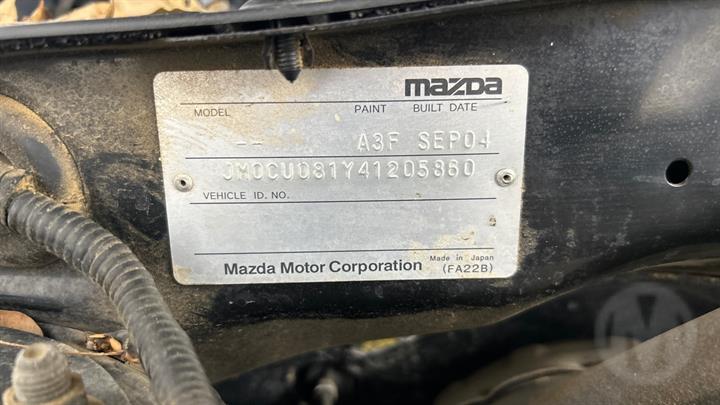 mazda
MODEL PAINT BUILT DATE
-- A3F SEP04
JM0CU081Y41205860
VEHICLE ID. NO.
Mazda Motor Corporation Made in Japan (FA22B)